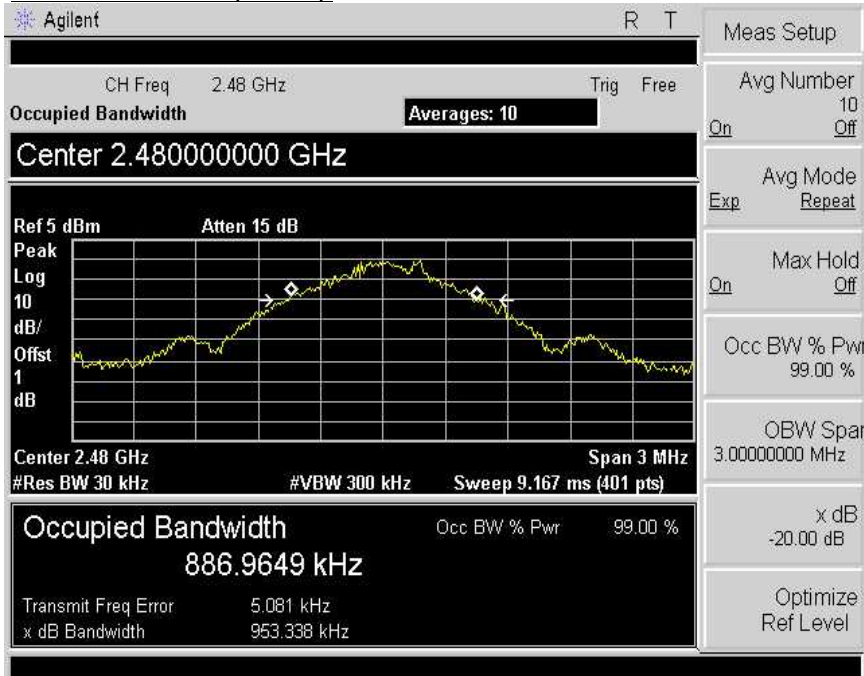 Agilent R T
CH Freq 2.48 GHz Trig Free
Occupied Bandwidth Averages: 10
Center 2.480000000 GHz
Ref 5 dBm Atten 15 dB
Peak
Log
10
dB/
Offst
1
dB
Center 2.48 GHz Span 3 MHz
#Res BW 30 kHz #VBW 300 kHz Sweep 9.167 ms (401 pts)
Occupied Bandwidth Occ BW % Pwr 99.00 %
886.9649 kHz
Transmit Freq Error 5.081 kHz
x dB Bandwidth 953.338 kHz
Meas Setup
Avg Number
10
On Off
Avg Mode
Exp Repeat
Max Hold
On Off
Occ BW % Pwr
99.00 %
OBW Span
3.00000000 MHz
x dB
-20.00 dB
Optimize
Ref Level